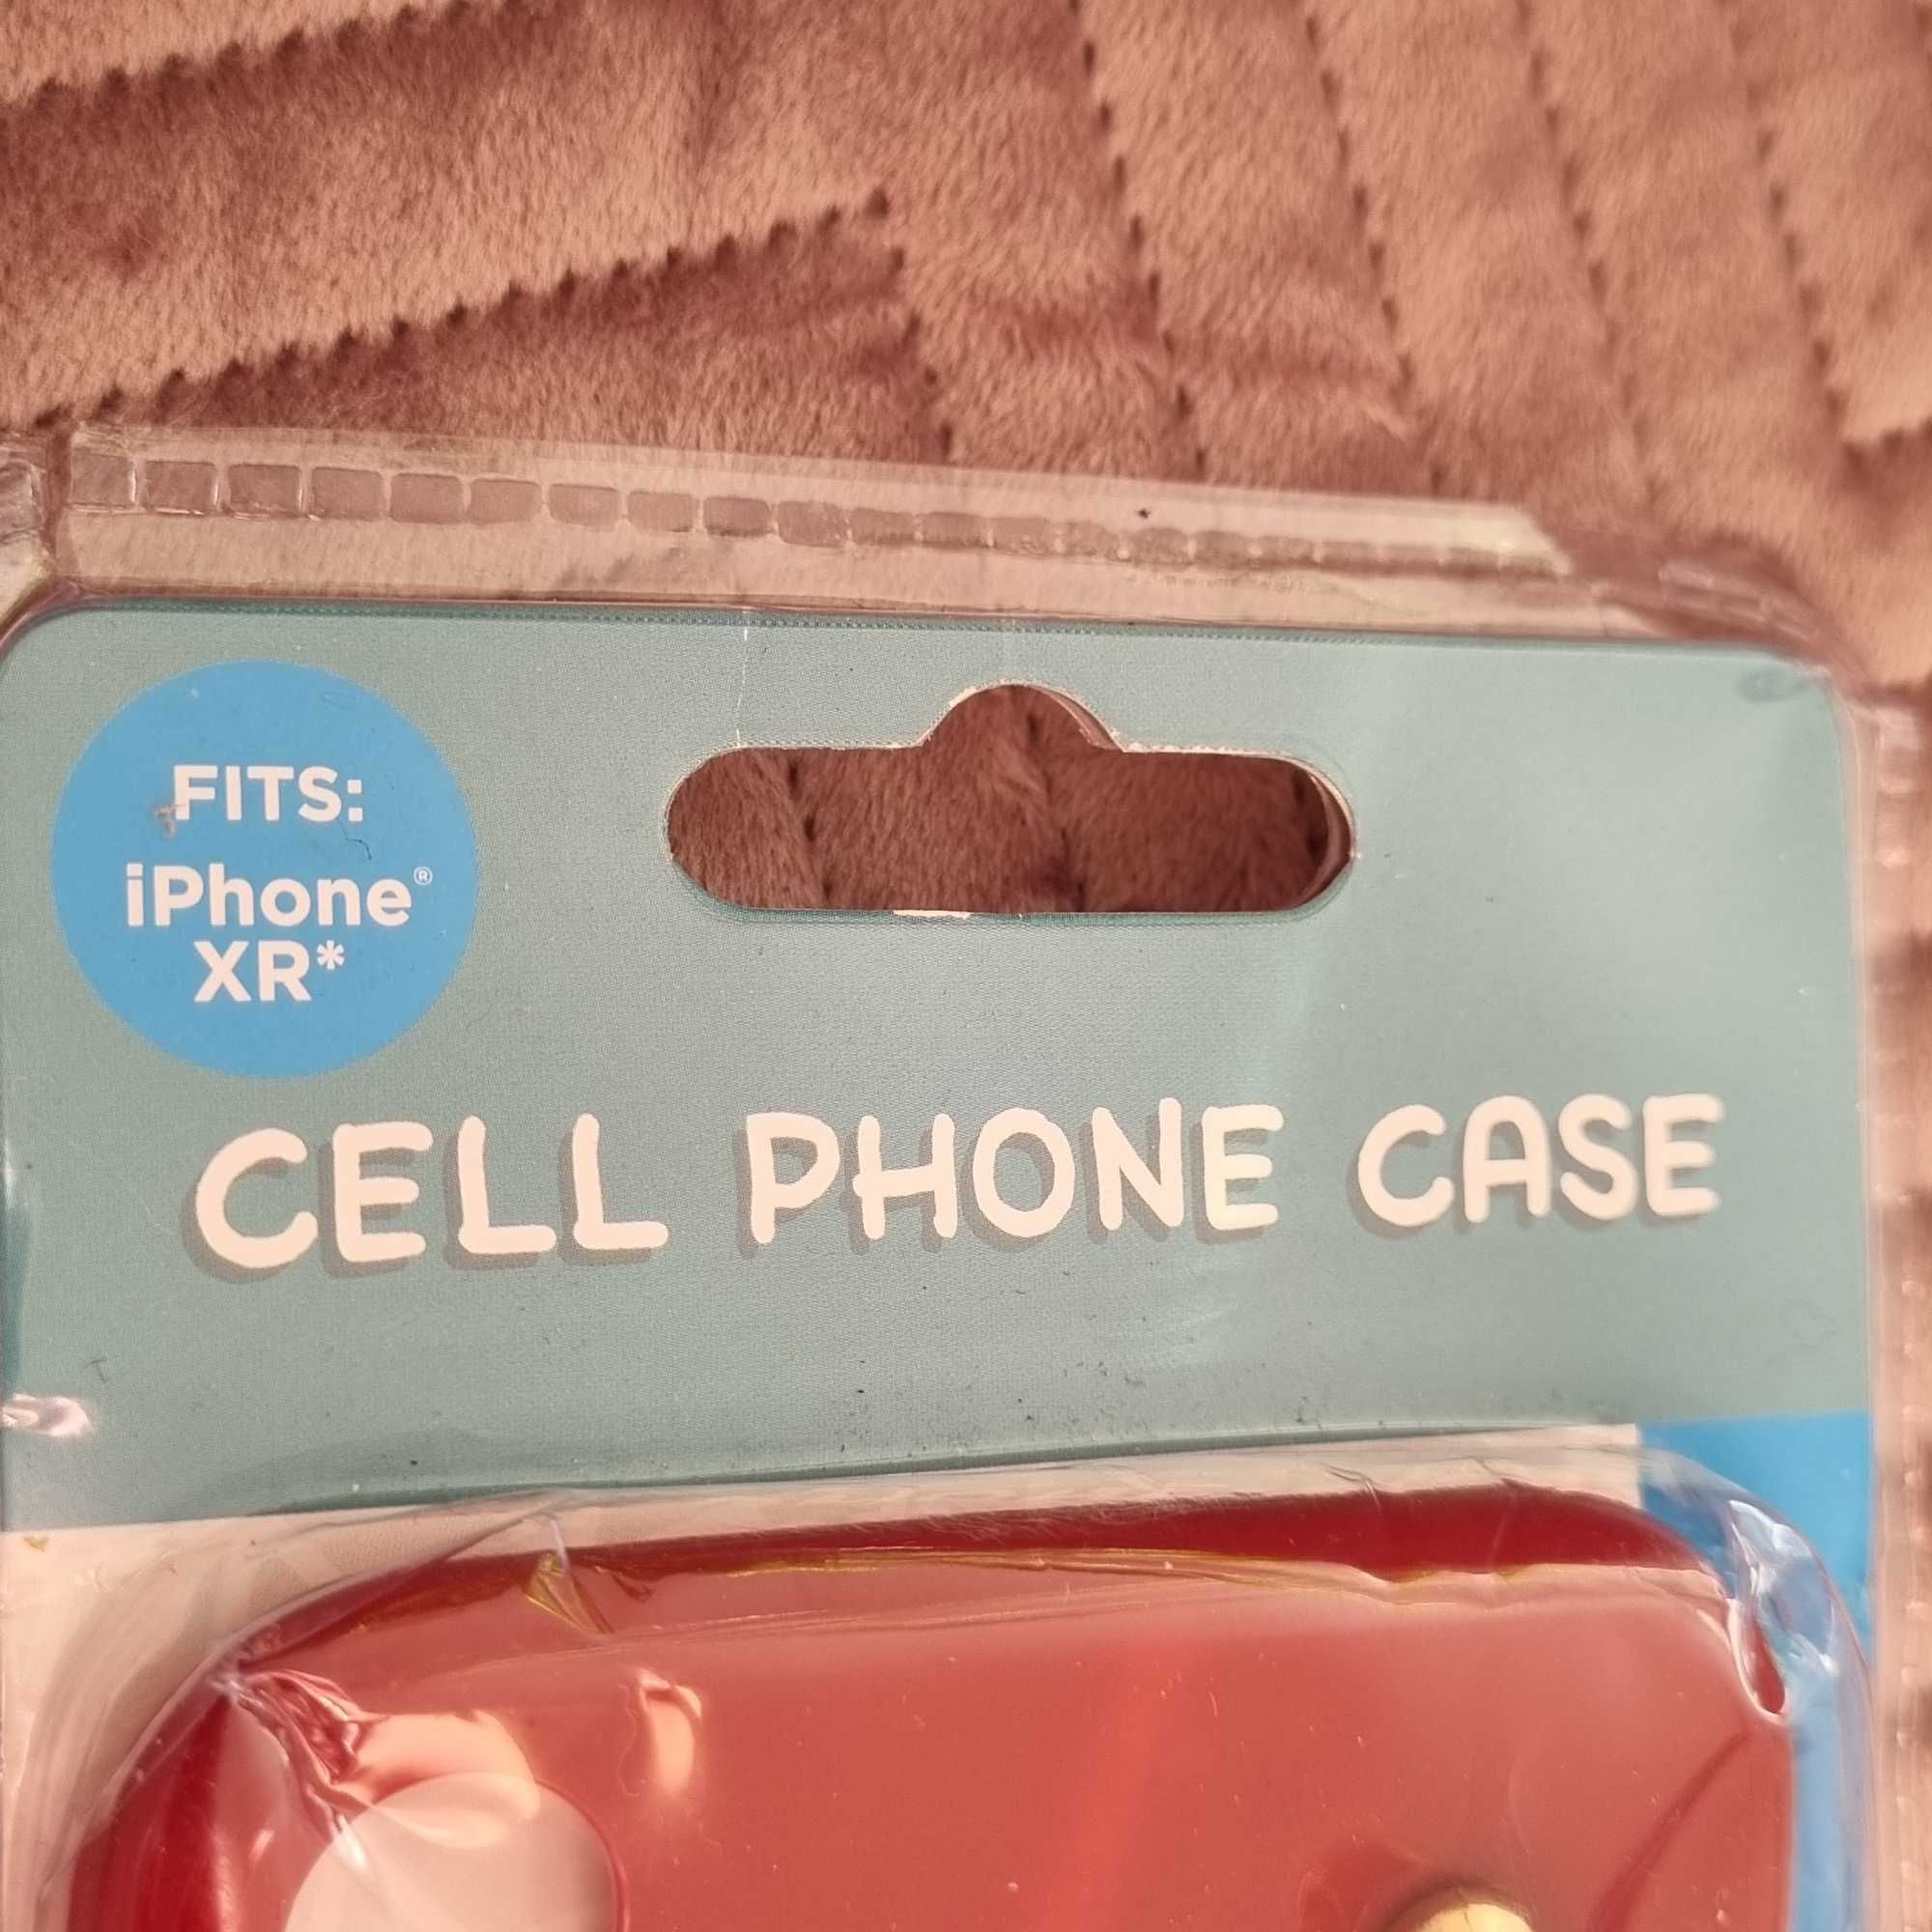 FITS:
iPhone®
XR*
CELL PHONE CASE